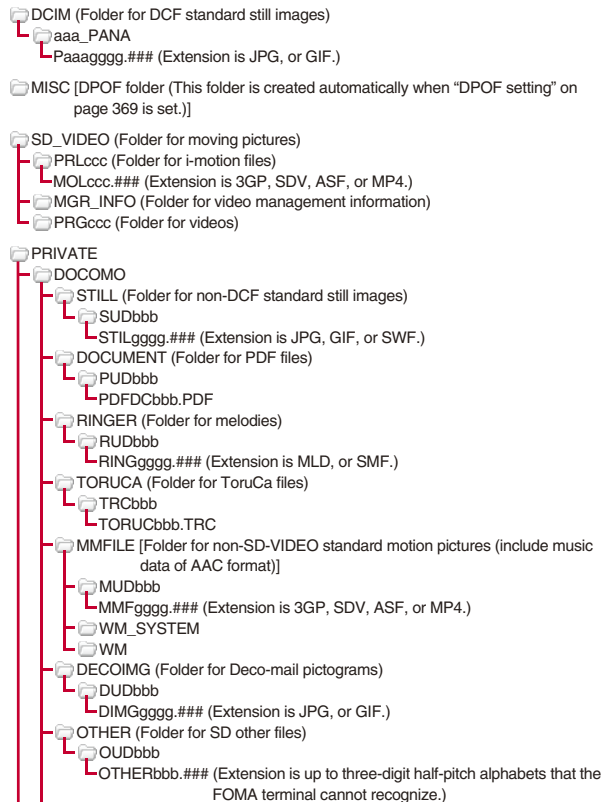 DCIM (Folder for DCF standard still images)
aaa_PANA
Paaagggg.### (Extension is JPG, or GIF.)
MISC [DPOF folder (This folder is created automatically when “DPOF setting” on
page 369 is set.)]
SD_VIDEO (Folder for moving pictures)
PRLccc (Folder for i-motion files)
MOLccc.### (Extension is 3GP, SDV, ASF, or MP4.)
MGR_INFO (Folder for video management information)
PRGccc (Folder for videos)
PRIVATE
DOCOMO
STILL (Folder for non-DCF standard still images)
SUDbbb
STILgggg.### (Extension is JPG, GIF, or SWF.)
DOCUMENT (Folder for PDF files)
PUDbbb
PDFDCbbb.PDF
RINGER (Folder for melodies)
RUDbbb
RINGgggg.### (Extension is MLD, or SMF.)
TORUCA (Folder for ToruCa files)
TRCbbb
TORUCbbb.TRC
MMFILE [Folder for non-SD-VIDEO standard motion pictures (include music
data of AAC format)]
MUDbbb
MMFgggg.### (Extension is 3GP, SDV, ASF, or MP4.)
WM_SYSTEM
WM
DECOIMG (Folder for Deco-mail pictograms)
DUDbbb
DIMGgggg.### (Extension is JPG, or GIF.)
OTHER (Folder for SD other files)
OUDbbb
OTHERbbb.### (Extension is up to three-digit half-pitch alphabets that the
FOMA terminal cannot recognize.)